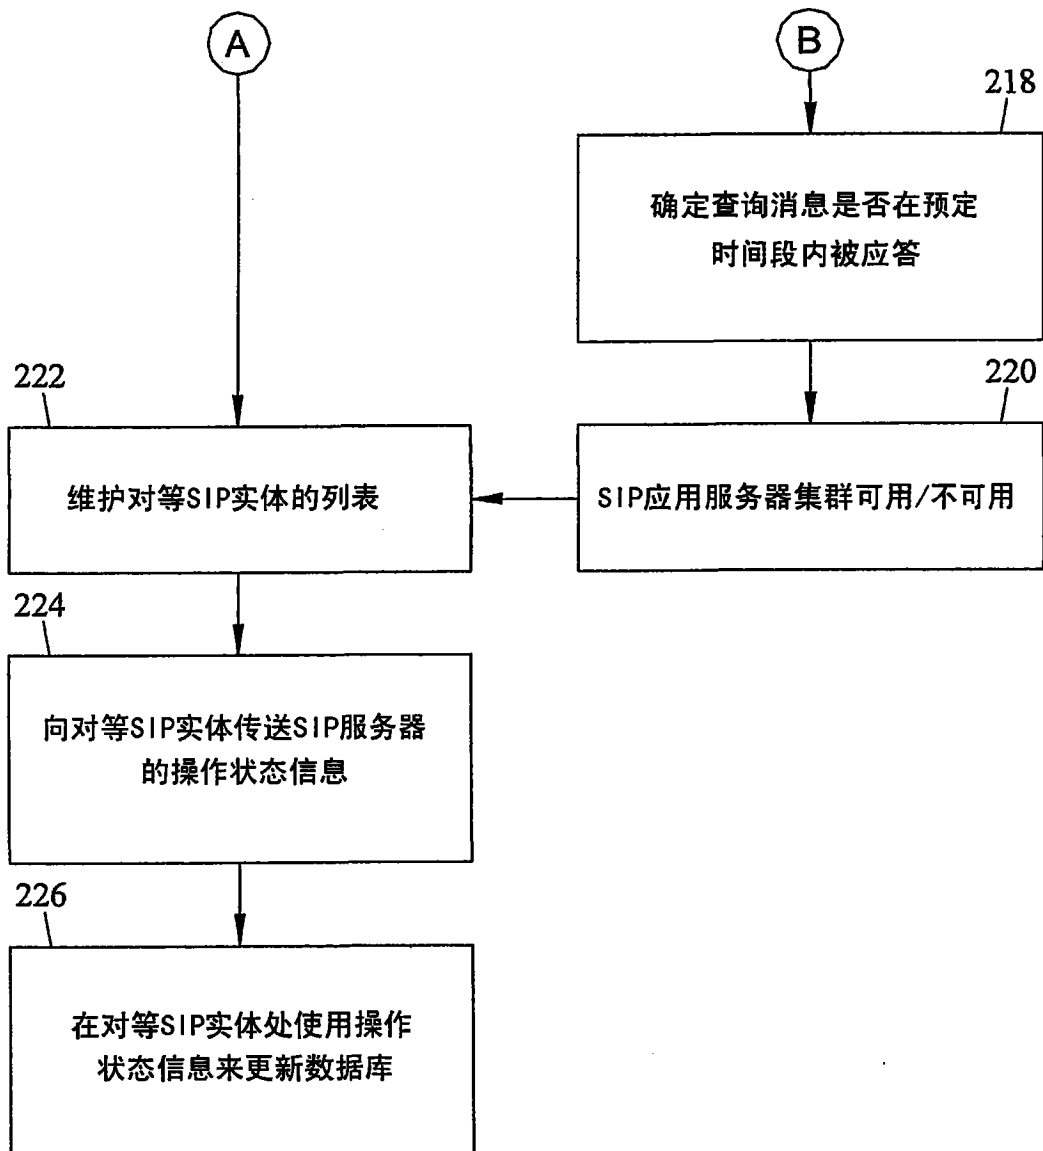 A
B
218
确定查询消息是否在预定
时间段内被应答
222
220
维护对等SIP实体的列表
SIP应用服务器集群可用/不可用
224
向对等SIP实体传送SIP服务器
的操作状态信息
226
在对等SIP实体处使用操作
状态信息来更新数据库